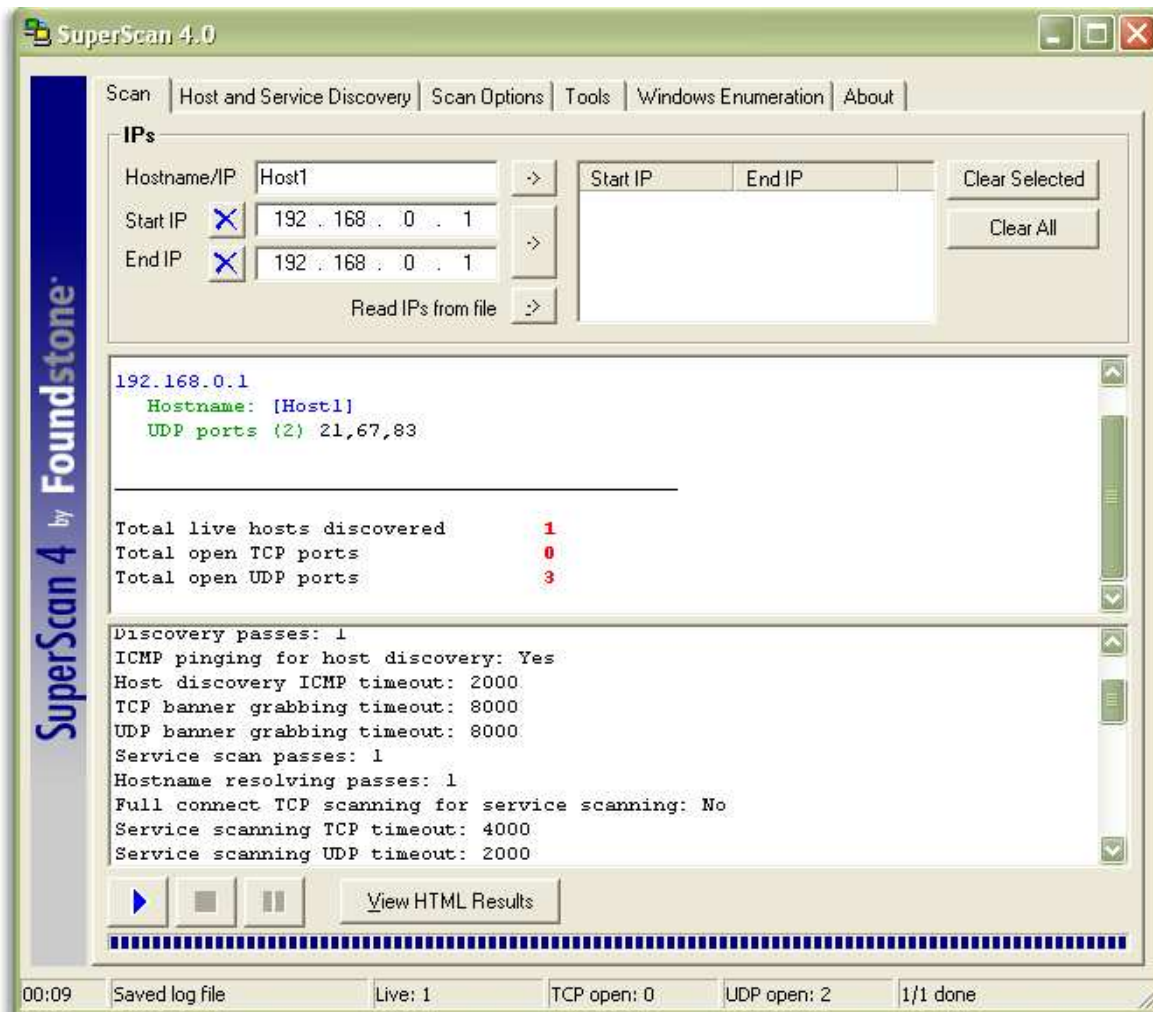 SuperScan 4.0
Scan Host and Service Discovery Scan Options Tools Windows Enumeration About
IPs
Hostname/IP Host1 -> Start IP End IP Clear Selected
Start IP 192 . 168 . 0 . 1 -> Clear All
End IP 192 . 168 . 0 . 1
Read IPs from file ->
SuperScan 4 by Foundstone
192.168.0.1
Hostname: [Host1]
UDP ports (2) 21,67,83
Total live hosts discovered 1
Total open TCP ports 0
Total open UDP ports 3
Discovery passes: 1
ICMP pinging for host discovery: Yes
Host discovery ICMP timeout: 2000
TCP banner grabbing timeout: 8000
UDP banner grabbing timeout: 8000
Service scan passes: 1
Hostname resolving passes: 1
Full connect TCP scanning for service scanning: No
Service scanning TCP timeout: 4000
Service scanning UDP timeout: 2000
View HTML Results
00:09 Saved log file Live: 1 TCP open: 0 UDP open: 2 1/1 done